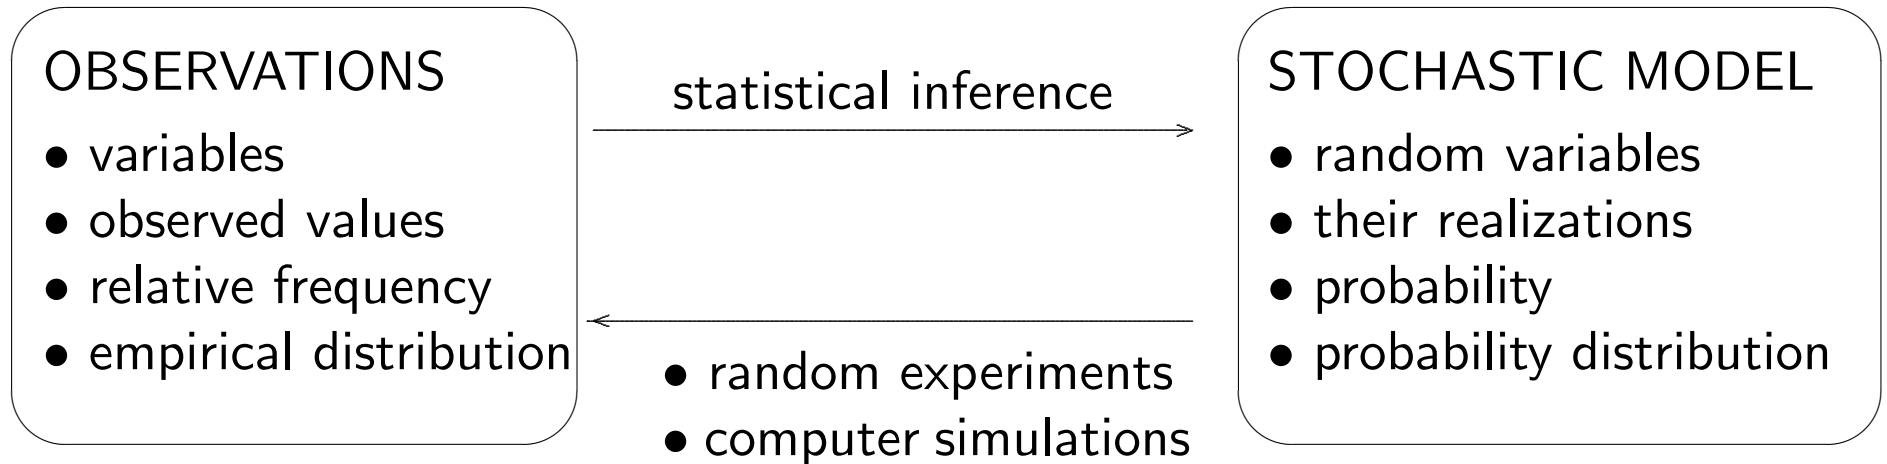 OBSERVATIONS
• variables
• observed values
• relative frequency
• empirical distribution
statistical inference
• random experiments
• computer simulations
STOCHASTIC MODEL
• random variables
• their realizations
• probability
• probability distribution